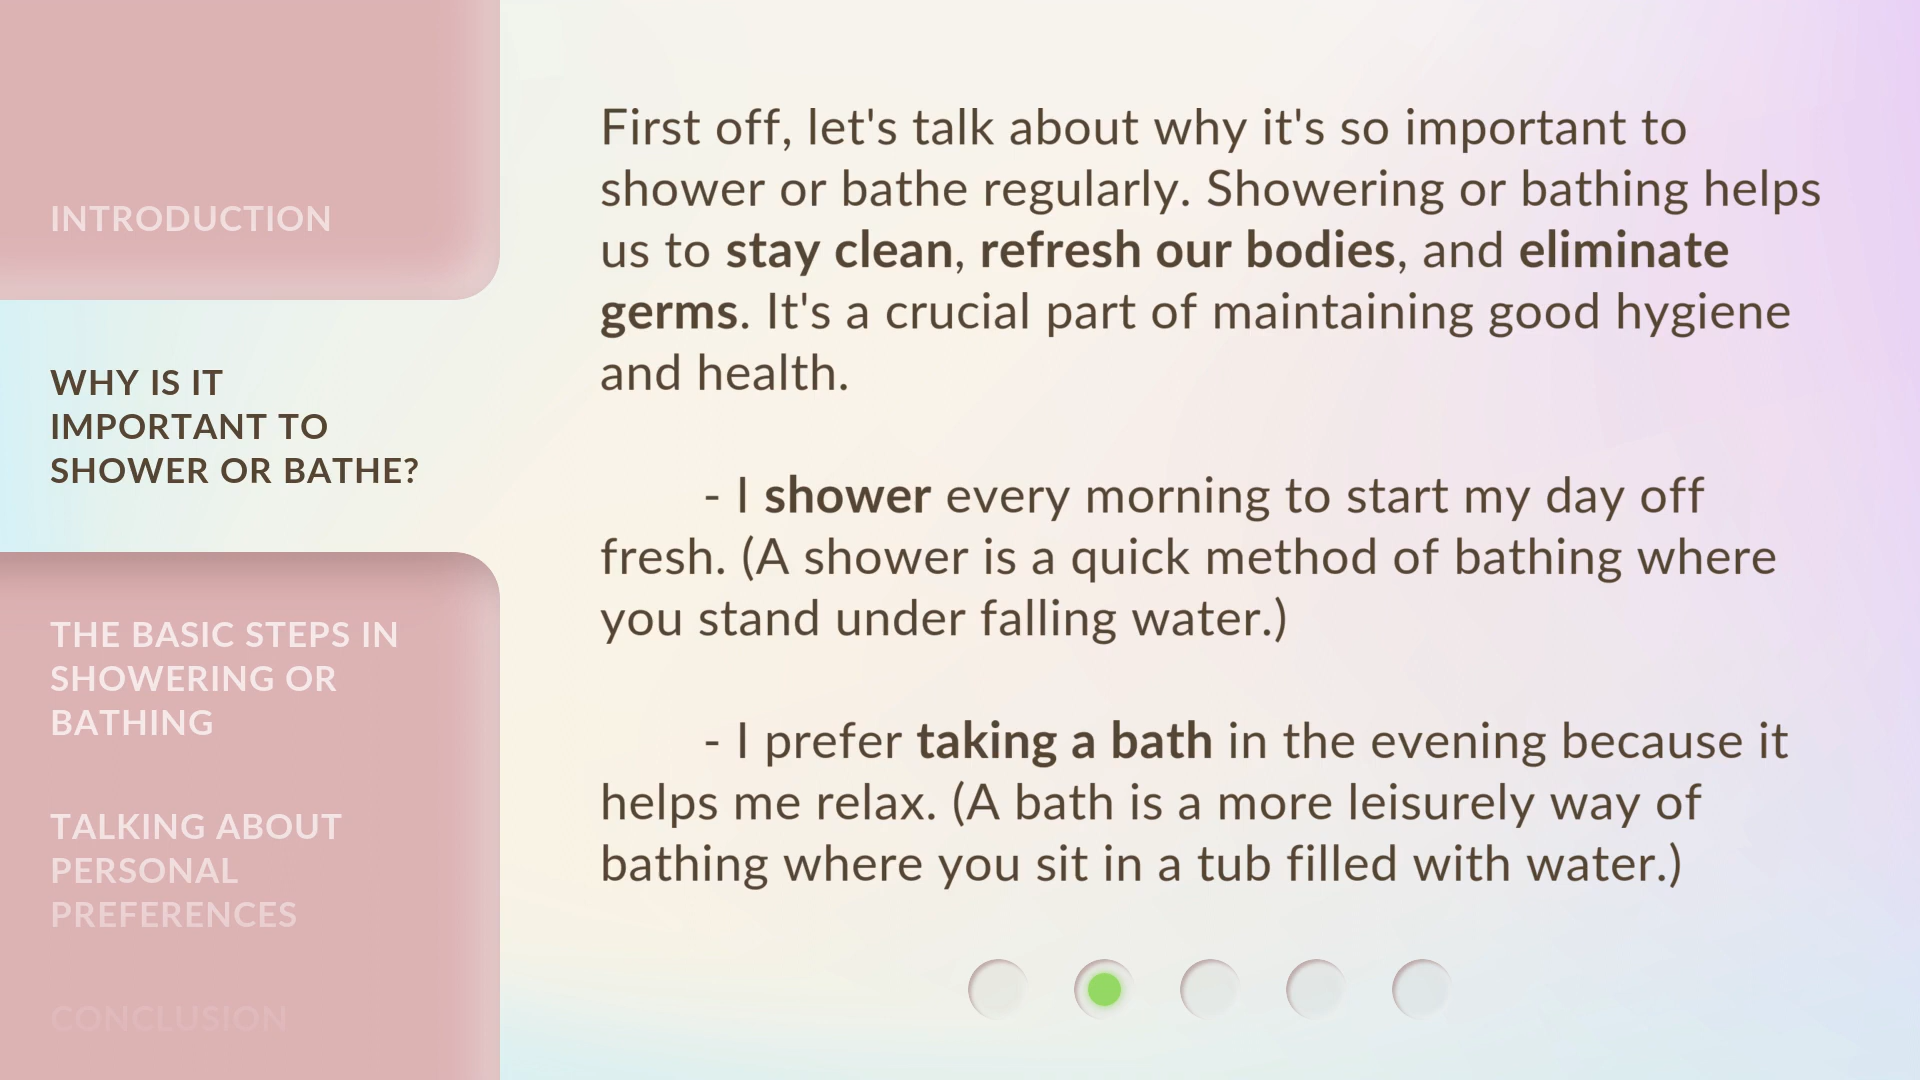 INTRODUCTION
WHY IS IT
IMPORTANT TO
SHOWER OR BATHE?
THE BASIC STEPS IN
SHOWERING OR
BATHING
TALKING ABOUT
PERSONAL
PREFERENCES
CONCLUSION
First off, let's talk about why it's so important to
shower or bathe regularly. Showering or bathing helps
us to stay clean, refresh our bodies, and eliminate
germs. It's a crucial part of maintaining good hygiene
and health.
- I shower every morning to start my day off
fresh. (A shower is a quick method of bathing where
you stand under falling water.)
- I prefer taking a bath in the evening because it
helps me relax. (A bath is a more leisurely way of
bathing where you sit in a tub filled with water.)